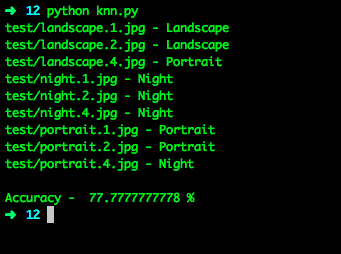 ➜ 12 python knn.py
test/landscape.1.jpg - Landscape
test/landscape.2.jpg - Landscape
test/landscape.4.jpg - Portrait
test/night.1.jpg - Night
test/night.2.jpg - Night
test/night.4.jpg - Night
test/portrait.1.jpg - Portrait
test/portrait.2.jpg - Portrait
test/portrait.4.jpg - Night
Accuracy -  77.7777777778 %
➜ 12